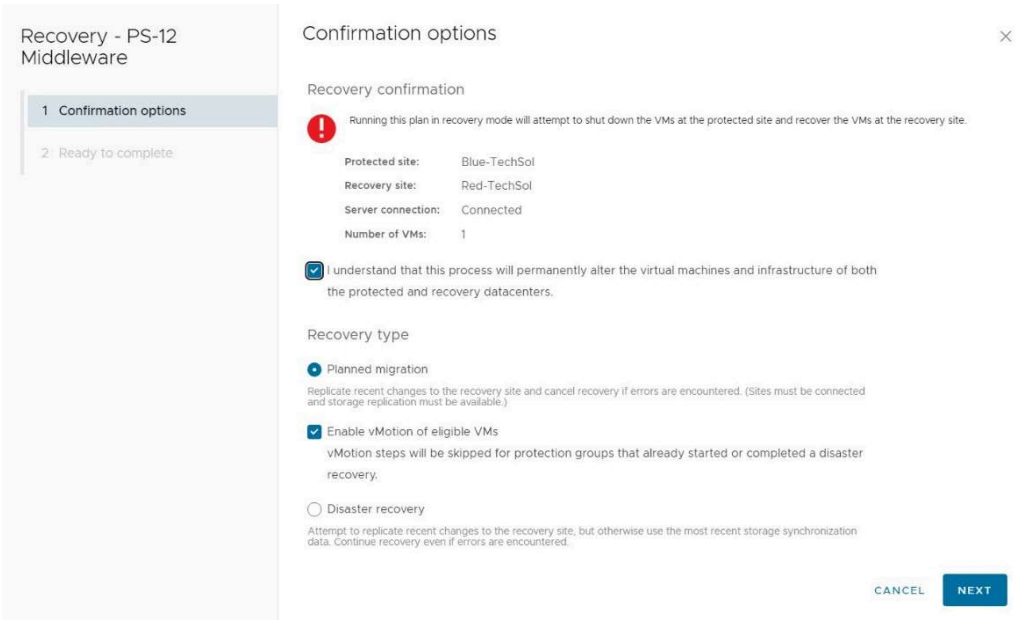 Recovery - PS-12
Middleware
1 Confirmation options
2 Ready to complete
Confirmation options
Recovery confirmation
Running this plan in recovery mode will attempt to shut down the VMs at the protected site and recover the VMs at the recovery site.
Protected site: Blue-TechSol
Recovery site: Red-TechSol
Server connection: Connected
Number of VMs: 1
I understand that this process will permanently alter the virtual machines and infrastructure of both
the protected and recovery datacenters.
Recovery type
Planned migration
Replicate recent changes to the recovery site and cancel recovery if errors are encountered. (Sites must be connected
and storage replication must be available.)
Enable vMotion of eligible VMs
vMotion steps will be skipped for protection groups that already started or completed a disaster
recovery.
Disaster recovery
Attempt to replicate recent changes to the recovery site, but otherwise use the most recent storage synchronization
data. Continue recovery even if errors are encountered.
CANCEL NEXT